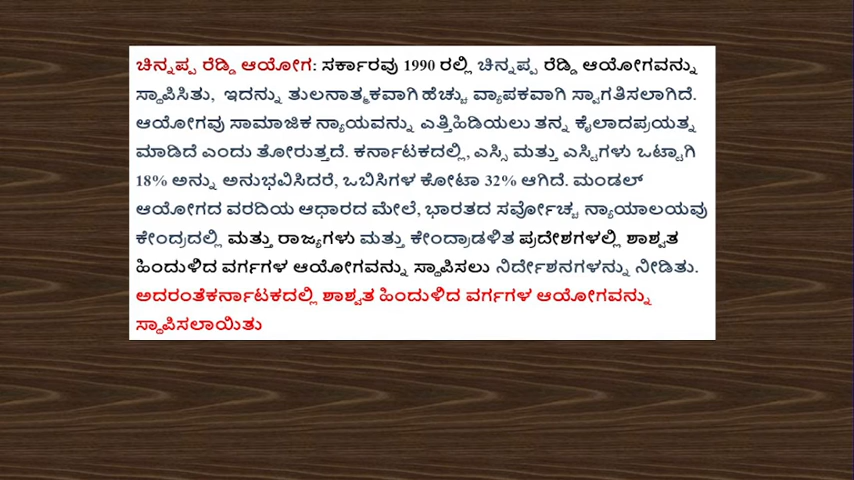 ಚಿನ್ನಪ್ಪ ರೆಡ್ಡಿ ಆಯೋಗ: ಸರ್ಕಾರವು 1990 ರಲ್ಲಿ ಚಿನ್ನಪ್ಪ ರೆಡ್ಡಿ ಆಯೋಗವನ್ನು
ಸ್ಥಾಪಿಸಿತು, ಇದನ್ನು ತುಲನಾತ್ಮಕವಾಗಿ ಹೆಚ್ಚು ವ್ಯಾಪಕವಾಗಿ ಸ್ವಾಗತಿಸಲಾಗಿದೆ.
ಆಯೋಗವು ಸಾಮಾಜಿಕ ನ್ಯಾಯವನ್ನು ಎತ್ತಿಹಿಡಿಯಲು ತನ್ನ ಕೈಲಾದಪ್ರಯತ್ನ
ಮಾಡಿದೆ ಎಂದು ತೋರುತ್ತದೆ. ಕರ್ನಾಟಕದಲ್ಲಿ, ಎಸ್ಸಿ ಮತ್ತು ಎಸ್ಟಿಗಳು ಒಟ್ಟಾಗಿ
18% ಅನ್ನು ಅನುಭವಿಸಿದರೆ, ಒಬಿಸಿಗಳ ಕೋಟಾ 32% ಆಗಿದೆ. ಮಂಡಲ್
ಆಯೋಗದ ವರದಿಯ ಆಧಾರದ ಮೇಲೆ, ಭಾರತದ ಸರ್ವೋಚ್ಚ ನ್ಯಾಯಾಲಯವು
ಕೇಂದ್ರದಲ್ಲಿ ಮತ್ತು ರಾಜ್ಯಗಳು ಮತ್ತು ಕೇಂದ್ರಾಡಳಿತ ಪ್ರದೇಶಗಳಲ್ಲಿ ಶಾಶ್ವತ
ಹಿಂದುಳಿದ ವರ್ಗಗಳ ಆಯೋಗವನ್ನು ಸ್ಥಾಪಿಸಲು ನಿರ್ದೇಶನಗಳನ್ನು ನೀಡಿತು.
ಅದರಂತೆಕರ್ನಾಟಕದಲ್ಲಿ ಶಾಶ್ವತ ಹಿಂದುಳಿದ ವರ್ಗಗಳ ಆಯೋಗವನ್ನು
ಸ್ಥಾಪಿಸಲಾಯಿತು